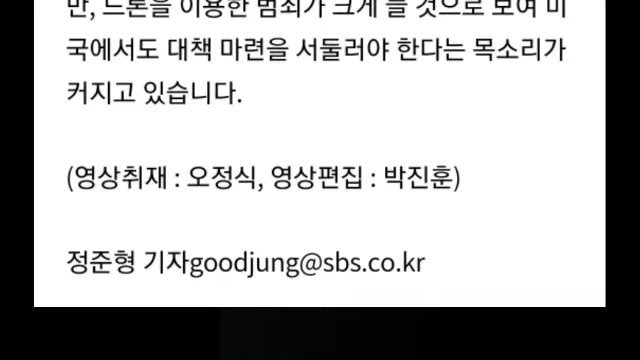 만, 드론을 이용한 범죄가 크게 늘 것으로 보여 미
국에서도 대책 마련을 서둘러야 한다는 목소리가
커지고 있습니다.
(영상취재 : 오정식, 영상편집 : 박진훈)
정준형 기자goodjung@sbs.co.kr